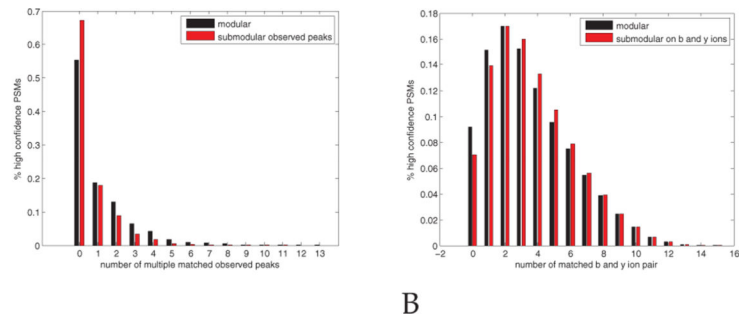 0.7
0.6
0.5
0.4
0.3
0.2
0.1
0
% high confidence PSMs
modular
submodular observed peaks
0 1 2 3 4 5 6 7 8 9 10 11 12 13
number of multiple matched observed peaks
0.18
0.16
0.14
0.12
0.1
0.08
0.06
0.04
0.02
0
% high confidence PSMs
modular
submodular on b and y ions
−2 0 2 4 6 8 10 12 14 16
number of matched b and y ion pair
B